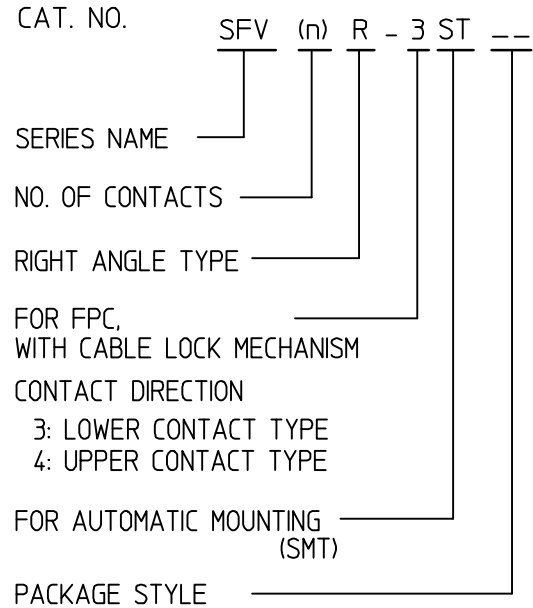 CAT. NO.
SFV (n) R - 3 ST _ _
SERIES NAME
NO. OF CONTACTS
RIGHT ANGLE TYPE
FOR FPC,
WITH CABLE LOCK MECHANISM
CONTACT DIRECTION
3: LOWER CONTACT TYPE
4: UPPER CONTACT TYPE
FOR AUTOMATIC MOUNTING
(SMT)
PACKAGE STYLE